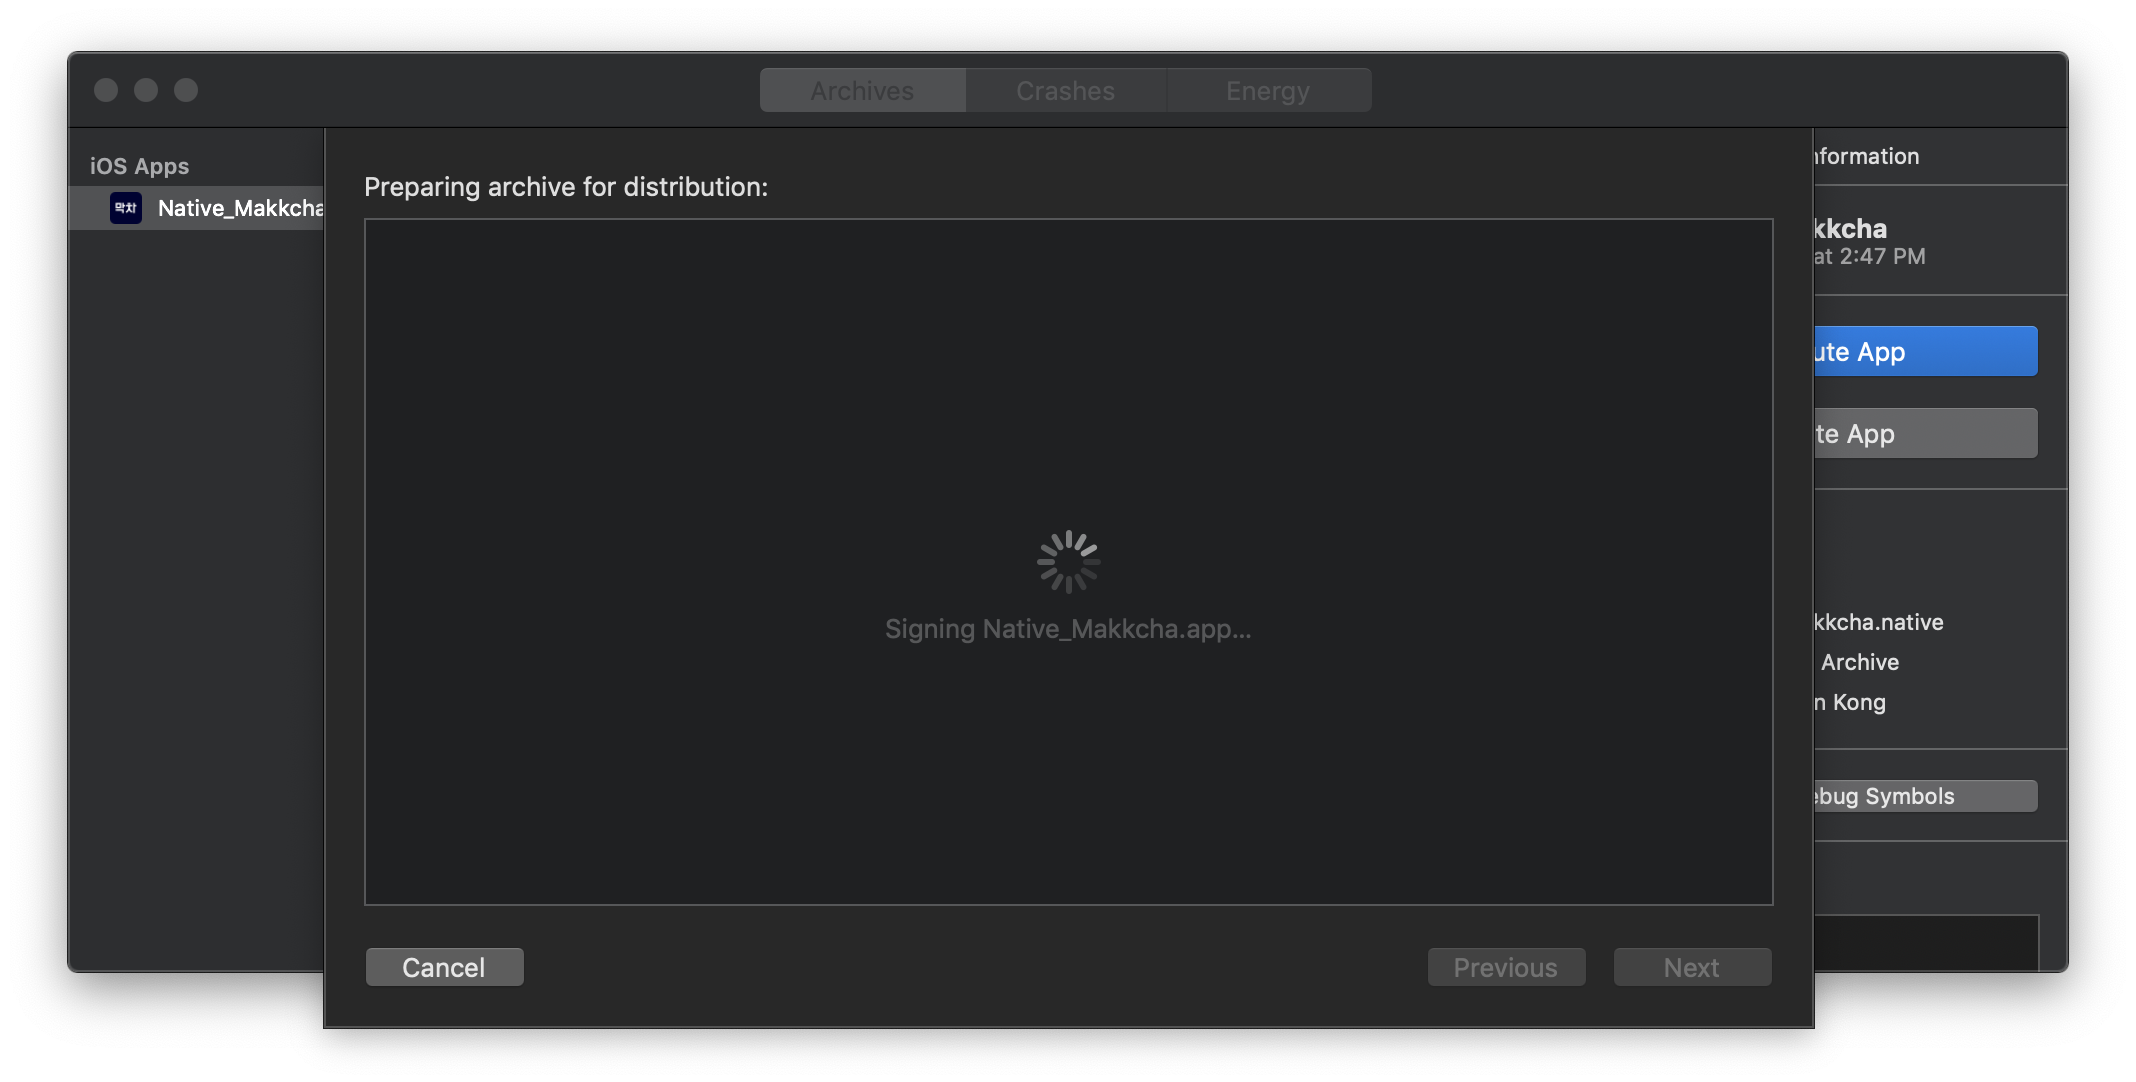 Archives
Crashes
Energy
iOS Apps
막차
Native_Makkcha
Preparing archive for distribution:
Signing Native_Makkcha.app...
Cancel
Previous
Next
nformation
kkcha
at 2:47 PM
ute App
te App
kkcha.native
Archive
n Kong
ebug Symbols